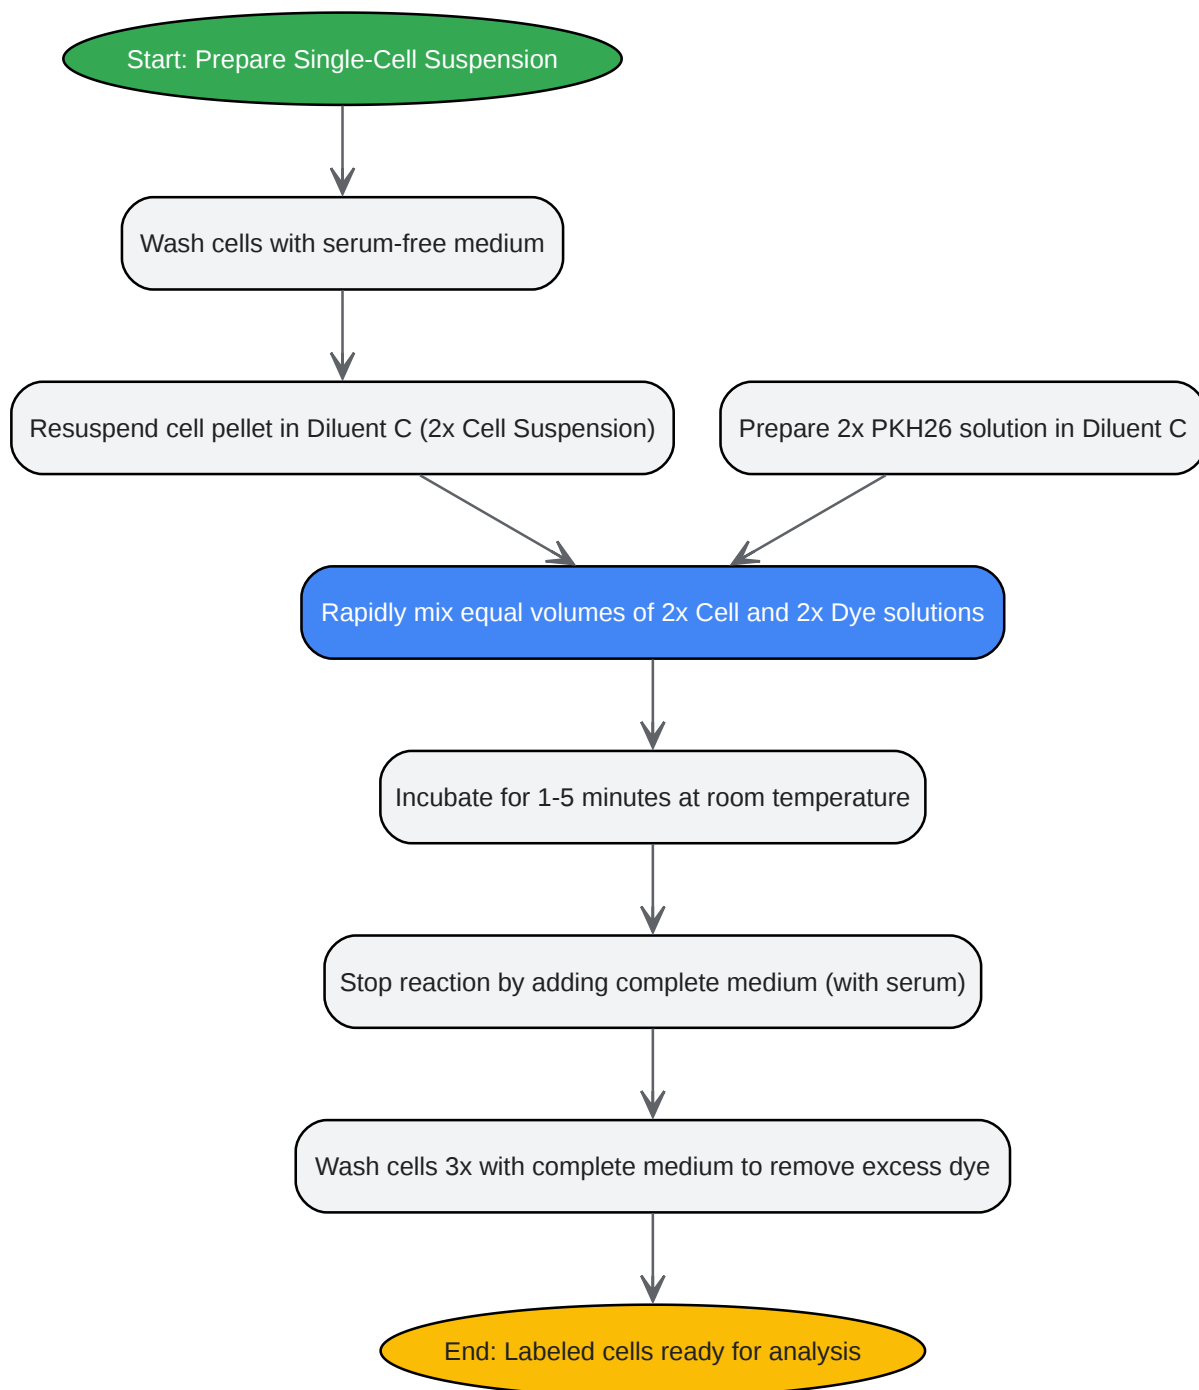 Start: Prepare Single-Cell Suspension
Wash cells with serum-free medium
Resuspend cell pellet in Diluent C (2x Cell Suspension)
Prepare 2x PKH26 solution in Diluent C
Rapidly mix equal volumes of 2x Cell and 2x Dye solutions
Incubate for 1-5 minutes at room temperature
Stop reaction by adding complete medium (with serum)
Wash cells 3x with complete medium to remove excess dye
End: Labeled cells ready for analysis